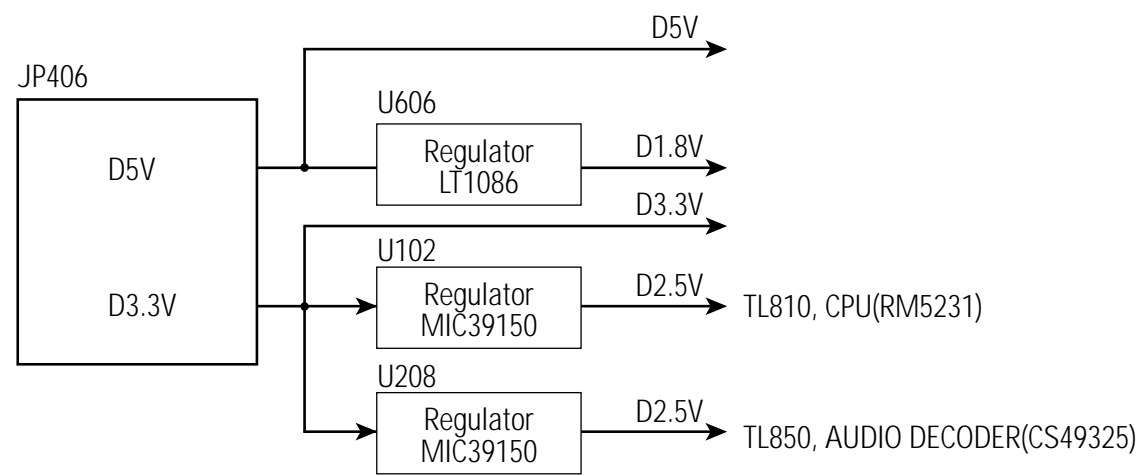 D5V
JP406
U606
D5V
Regulator
LT1086
D1.8V
D3.3V
U102
D3.3V
Regulator
MIC39150
D2.5V
TL810, CPU(RM5231)
U208
Regulator
MIC39150
D2.5V
TL850, AUDIO DECODER(CS49325)